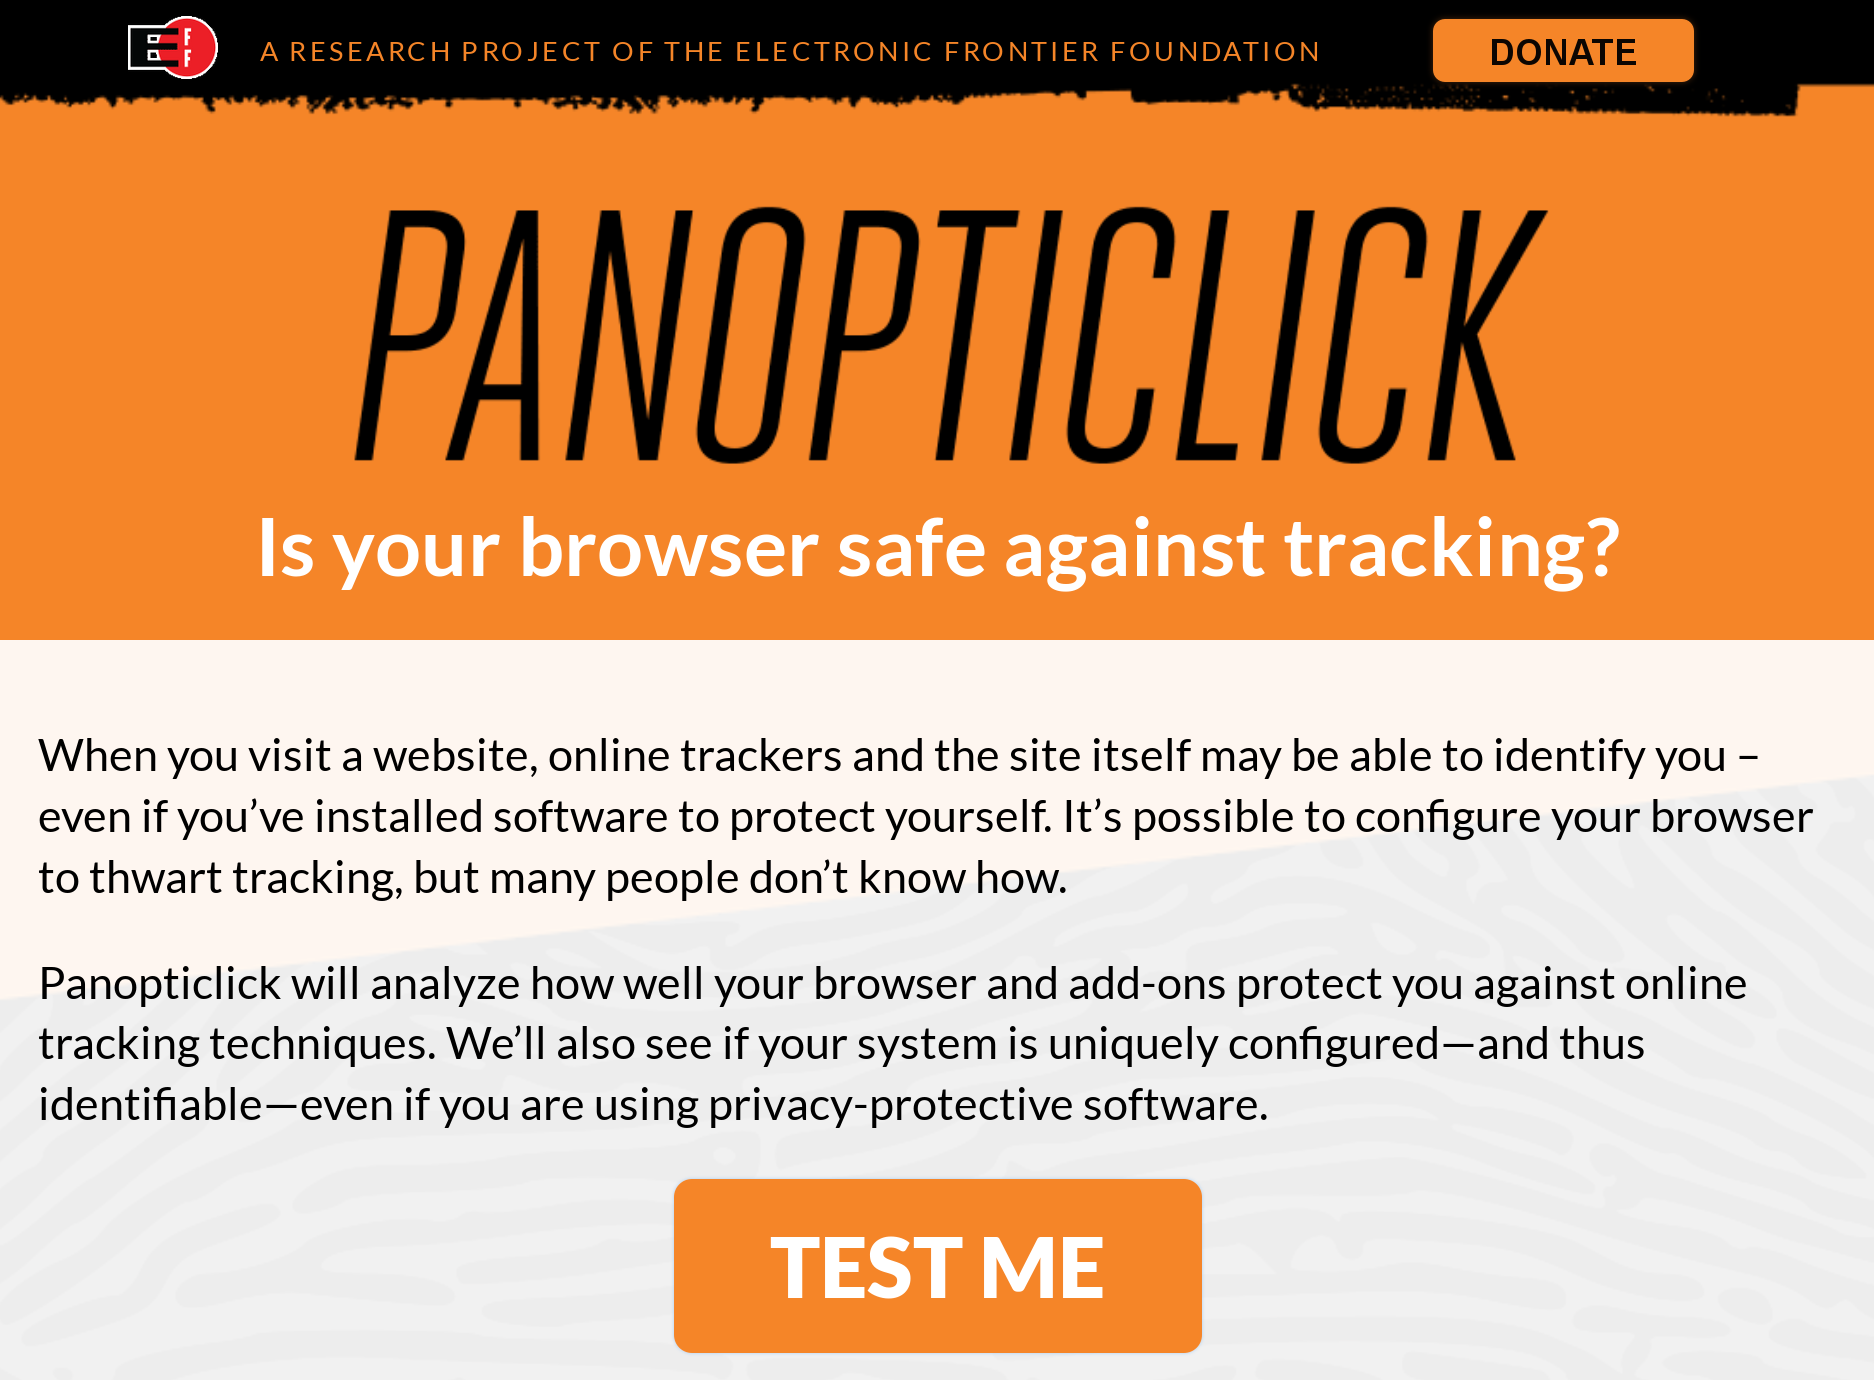 EFF
A RESEARCH PROJECT OF THE ELECTRONIC FRONTIER FOUNDATION
DONATE
PANOPTICLICK
Is your browser safe against tracking?
When you visit a website, online trackers and the site itself may be able to identify you –
even if you’ve installed software to protect yourself. It’s possible to configure your browser
to thwart tracking, but many people don’t know how.
Panopticlick will analyze how well your browser and add-ons protect you against online
tracking techniques. We’ll also see if your system is uniquely configured—and thus
identifiable—even if you are using privacy-protective software.
TEST ME